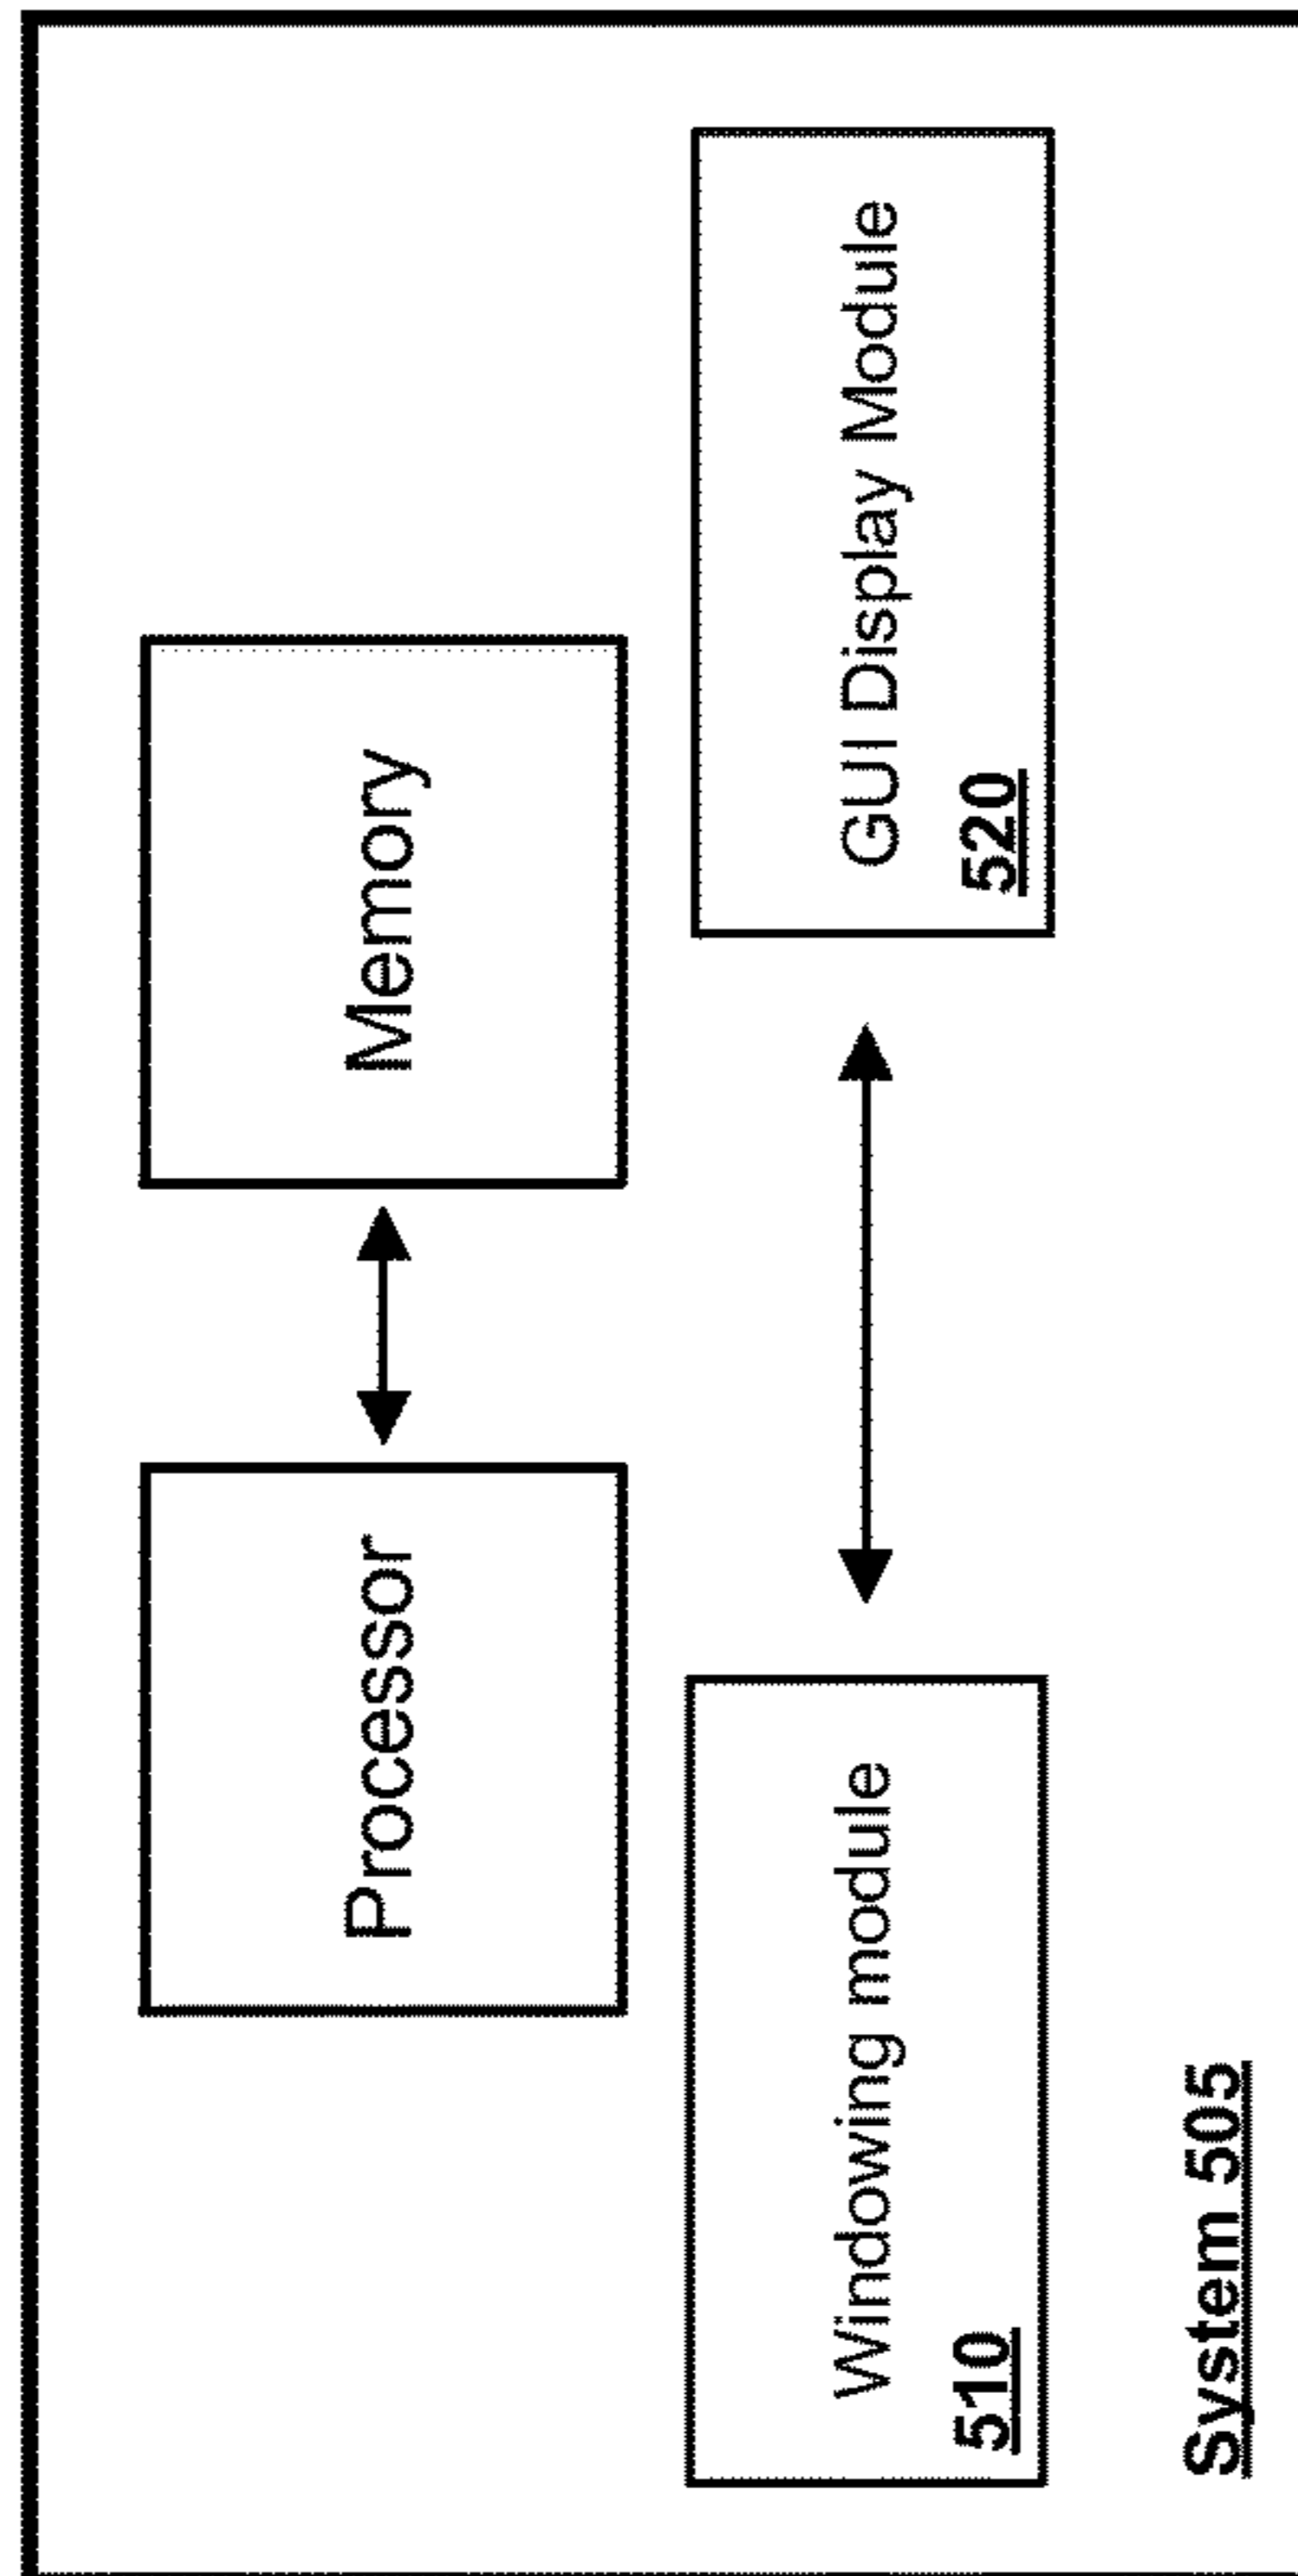 Processor
Memory
Windowing module
510
GUI Display Module
520
System 505